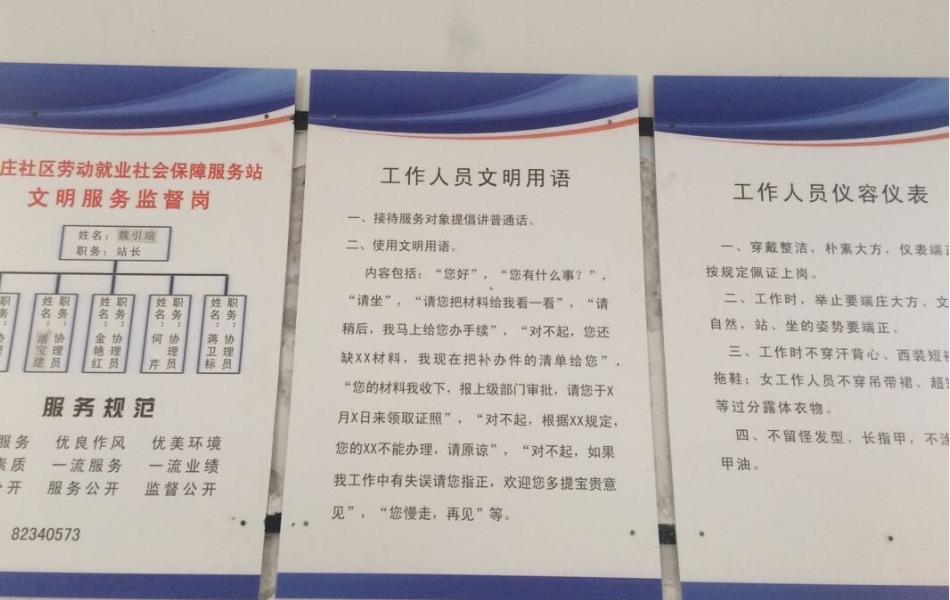 庄社区劳动就业社会保障服务站
文明服务监督岗
姓名：魏引瑞
职务：站长
职务：协理
姓名：潘宝建 职务：协理员
姓名：金艳红 职务：协理员
姓名：何芹 职务：协理员
姓名：蒋卫标 职务：协理员
服务规范
服务 优良作风 优美环境
素质 一流服务 一流业绩
公开 服务公开 监督公开
82340573
工作人员文明用语
一、接待服务对象提倡讲普通话。
二、使用文明用语。
内容包括：“您好”，“您有什么事？”，
“请坐”，“请您把材料给我看一看”，“请
稍后，我马上给您办手续”，“对不起，您还
缺XX材料，我现在把补办件的清单给您”，
“您的材料我收下，报上级部门审批，请您于X
月X日来领取证照”，“对不起，根据XX规定，
您的XX不能办理，请原谅”，“对不起，如果
我工作中有失误请您指正，欢迎您多提宝贵意
见”，“您慢走，再见”等。
工作人员仪容仪表
一、穿戴整洁，朴素大方，仪表端正
按规定佩证上岗。
二、工作时，举止要端庄大方、文
自然，站、坐的姿势要端正。
三、工作时不穿汗背心、西装短裤
拖鞋；女工作人员不穿吊带裙、超短
等过分露体衣物。
四、不留怪发型、长指甲，不涂
甲油。